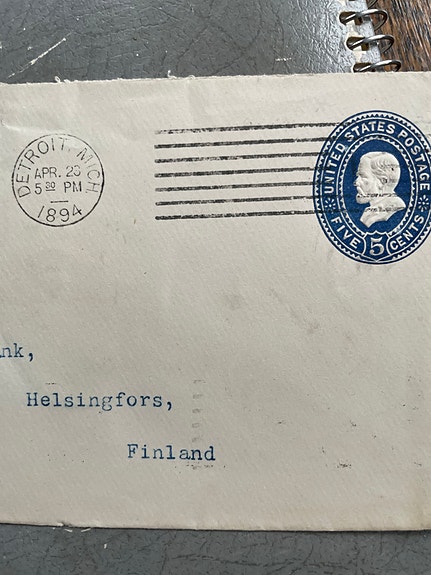 DETROIT, MICH.
APR. 23
5 30 PM
1894
UNITED STATES POSTAGE
FIVE 5 CENTS
nk,
Helsingfors,
Finland